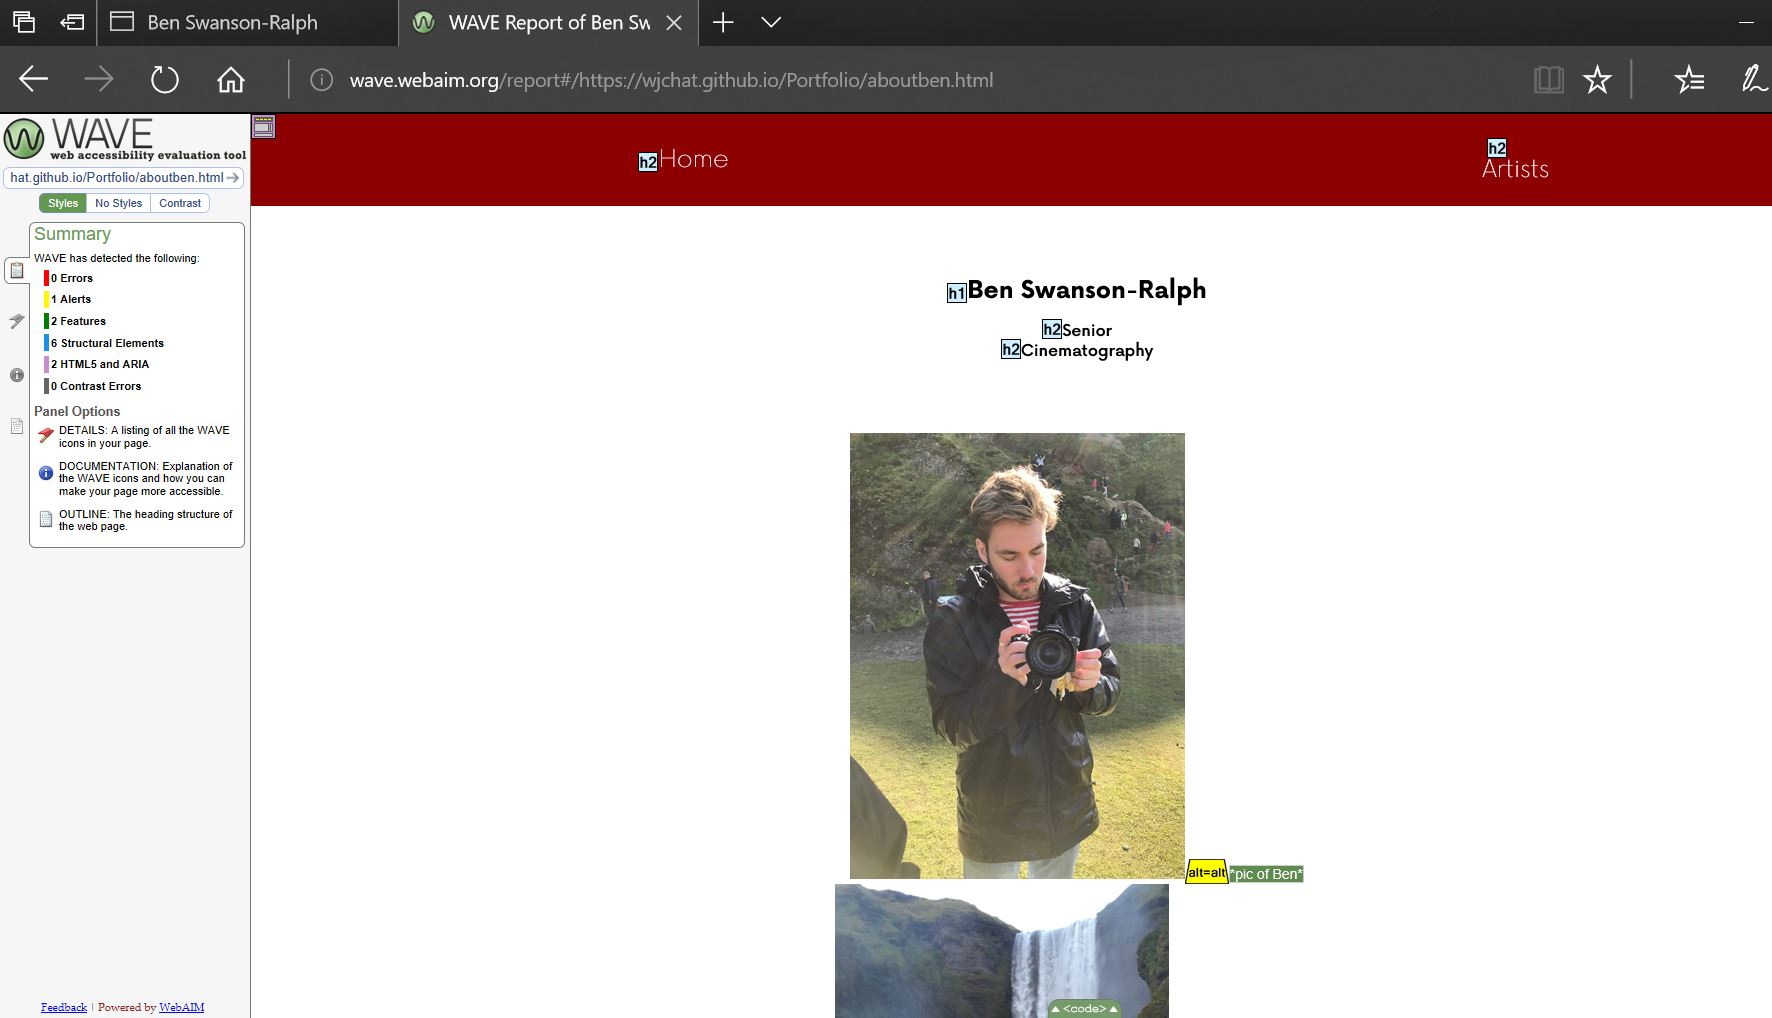 Ben Swanson-Ralph
WAVE Report of Ben Sw
wave.webaim.org/report#/https://wjchat.github.io/Portfolio/aboutben.html
WAVE
web accessibility evaluation tool
hat.github.io/Portfolio/aboutben.html
Styles No Styles Contrast
Summary
WAVE has detected the following:
0 Errors
1 Alerts
2 Features
6 Structural Elements
2 HTML5 and ARIA
0 Contrast Errors
Panel Options
DETAILS: A listing of all the WAVE
icons in your page.
DOCUMENTATION: Explanation of
the WAVE icons and how you can
make your page more accessible.
OUTLINE: The heading structure of
the web page.
Feedback | Powered by WebAIM
h2 Home
h2
Artists
h1 Ben Swanson-Ralph
h2 Senior
h2 Cinematography
alt=alt *pic of Ben*
<code>